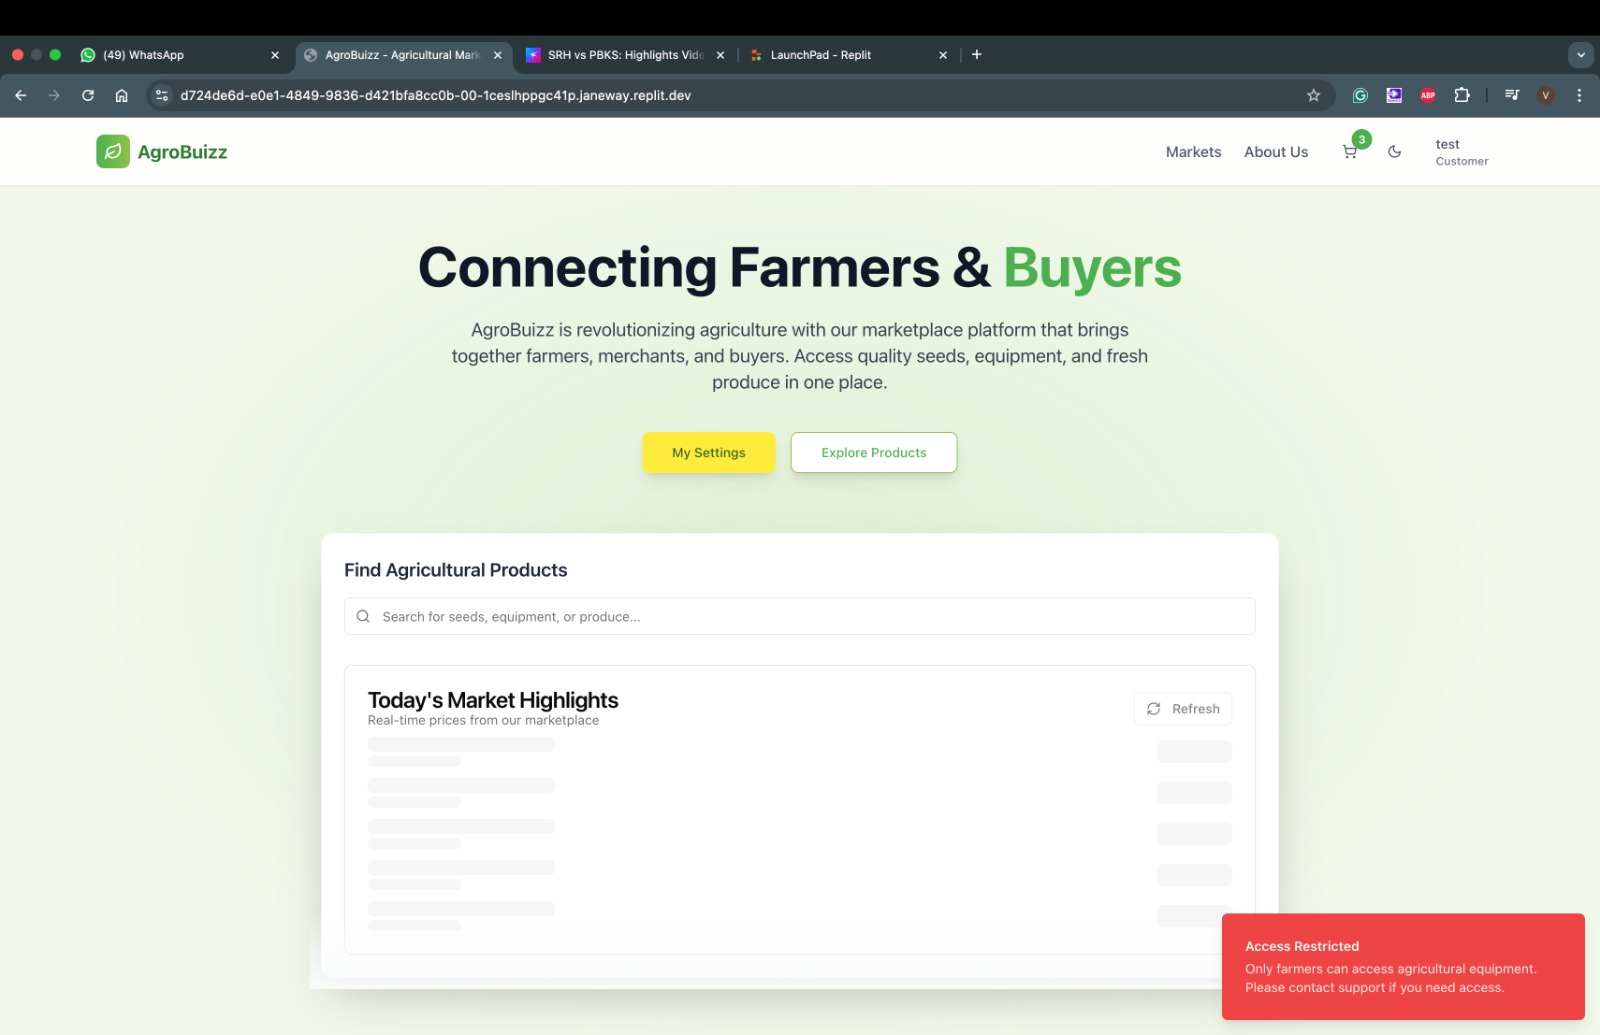 (49) WhatsApp
AgroBuizz - Agricultural Mark
SRH vs PBKS: Highlights Vide
LaunchPad - Replit
d724de6d-e0e1-4849-9836-d421bfa8cc0b-00-1ceslhppgc41p.janeway.replit.dev
ABP
V
AgroBuizz
Markets
About Us
3
test
Customer
Connecting Farmers & Buyers
AgroBuizz is revolutionizing agriculture with our marketplace platform that brings
together farmers, merchants, and buyers. Access quality seeds, equipment, and fresh
produce in one place.
My Settings
Explore Products
Find Agricultural Products
Search for seeds, equipment, or produce...
Today's Market Highlights
Real-time prices from our marketplace
Refresh
Access Restricted
Only farmers can access agricultural equipment.
Please contact support if you need access.